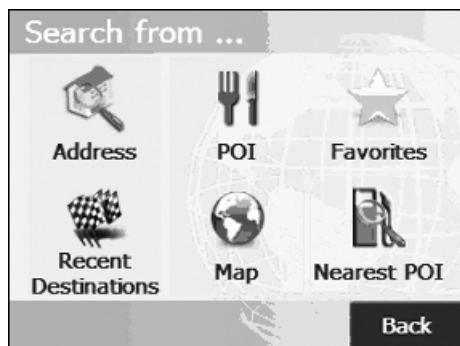 Search from ...
Address
POI
Favorites
Recent
Destinations
Map
Nearest POI
Back